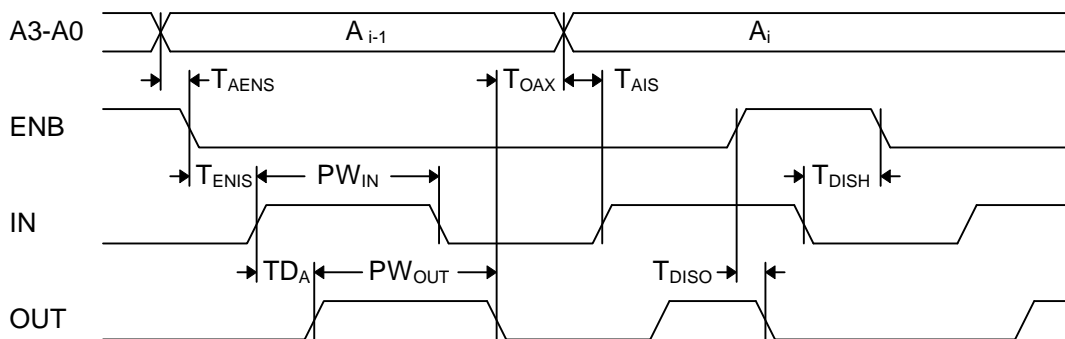 A3-A0 A i-1 Ai
TAENS TOAX TAIS
ENB
TENIS PWIN TDISH
IN
TDA PWOUT TDISO
OUT